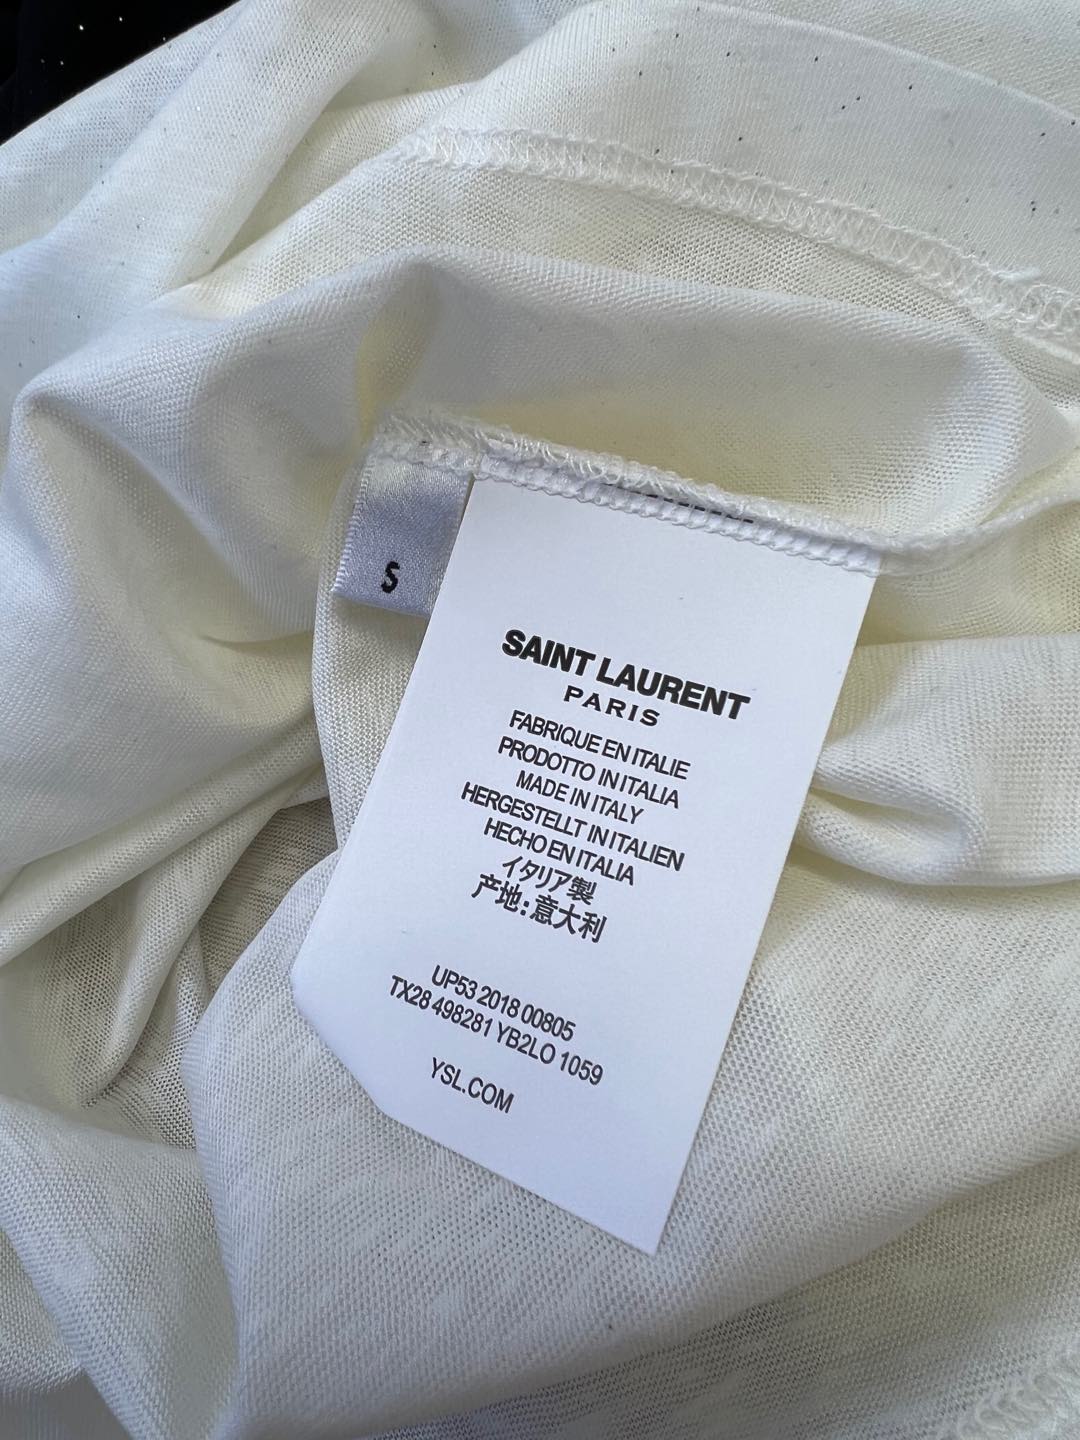 S
SAINT LAURENT
PARIS
FABRIQUE EN ITALIE
PRODOTTO IN ITALIA
MADE IN ITALY
HERGESTELLT IN ITALIEN
HECHO EN ITALIA
イタリア製
产地:意大利
UP53 2018 00805
TX28 498281 YB2LO 1059
YSL.COM